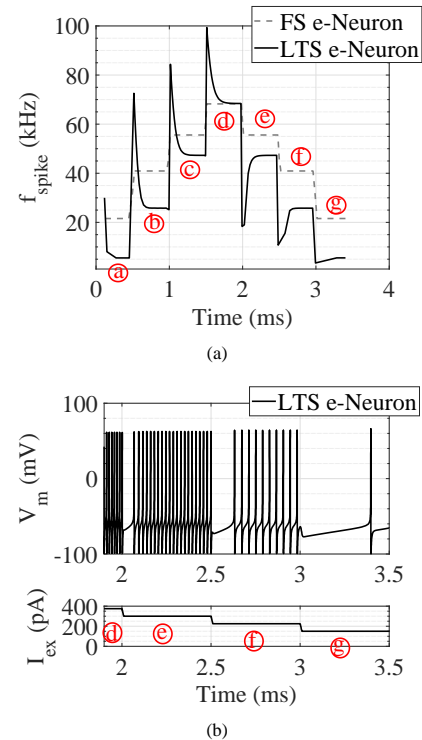 FS e-Neuron
LTS e-Neuron
f_spike (kHz)
100
80
60
40
20
a
b
c
d
e
f
g
0
1
2
3
4
Time (ms)
(a)
LTS e-Neuron
V_m (mV)
100
0
-100
2
2.5
3
3.5
I_ex (pA)
400
200
0
d
e
f
g
2
2.5
3
3.5
Time (ms)
(b)